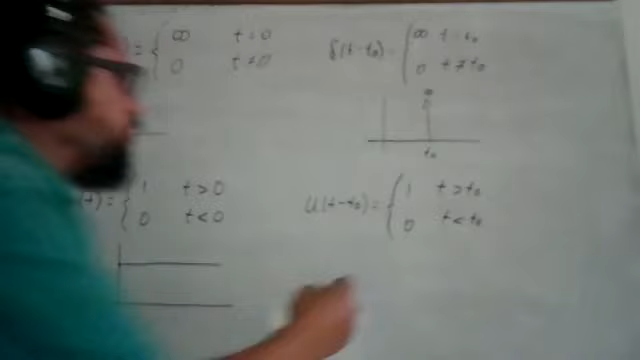 ) = { ∞ t = 0
0 t ≠ 0
δ(t-t₀) = { ∞ t = t₀
0 t ≠ t₀
∞
t₀
(t) = { 1 t > 0
0 t < 0
u(t-t₀) = { 1 t > t₀
0 t < t₀